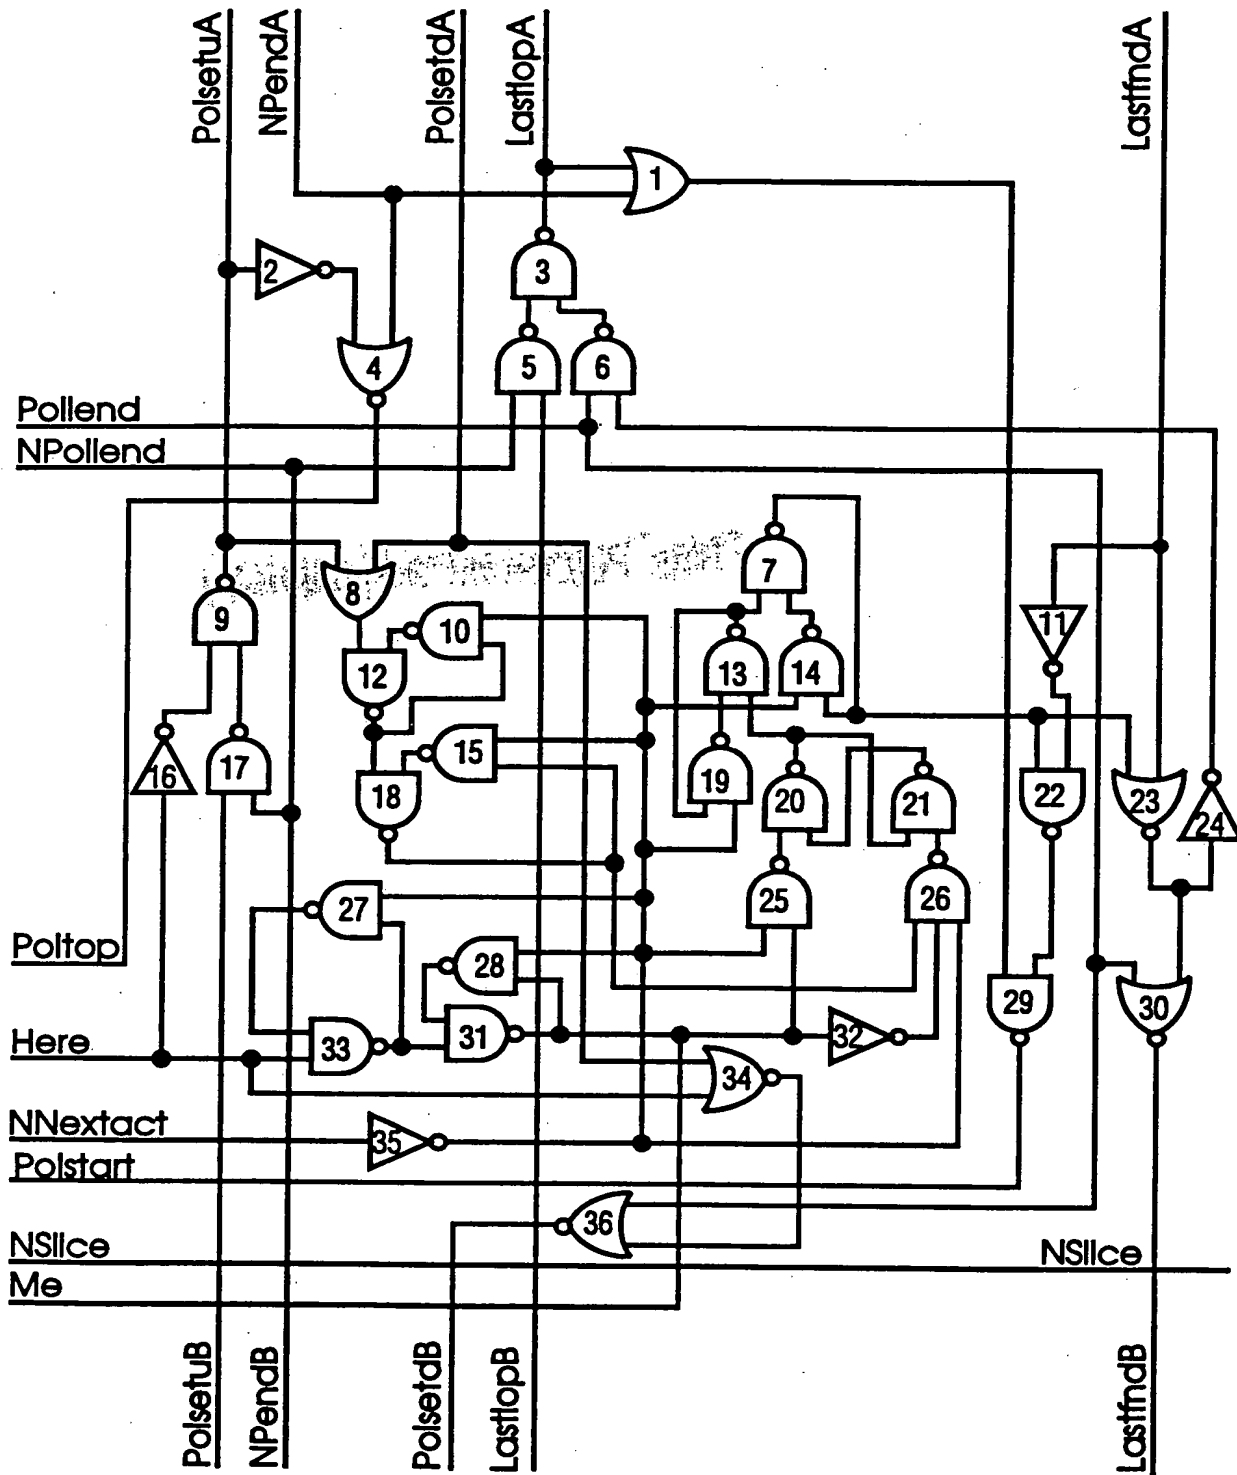 PolsetuA
NPendA
PolsetdA
LastlopA
LastfndA
1
2
3
4
5
6
Pollend
NPollend
7
8
9
10
11
12
13
14
15
16
17
18
19
20
21
22
23
24
25
26
27
28
Poltop
29
30
31
32
33
Here
34
NNextact
35
Polstart
36
NSlice
NSlice
Me
PolsetuB
NPendB
PolsetdB
LastlopB
LastfndB